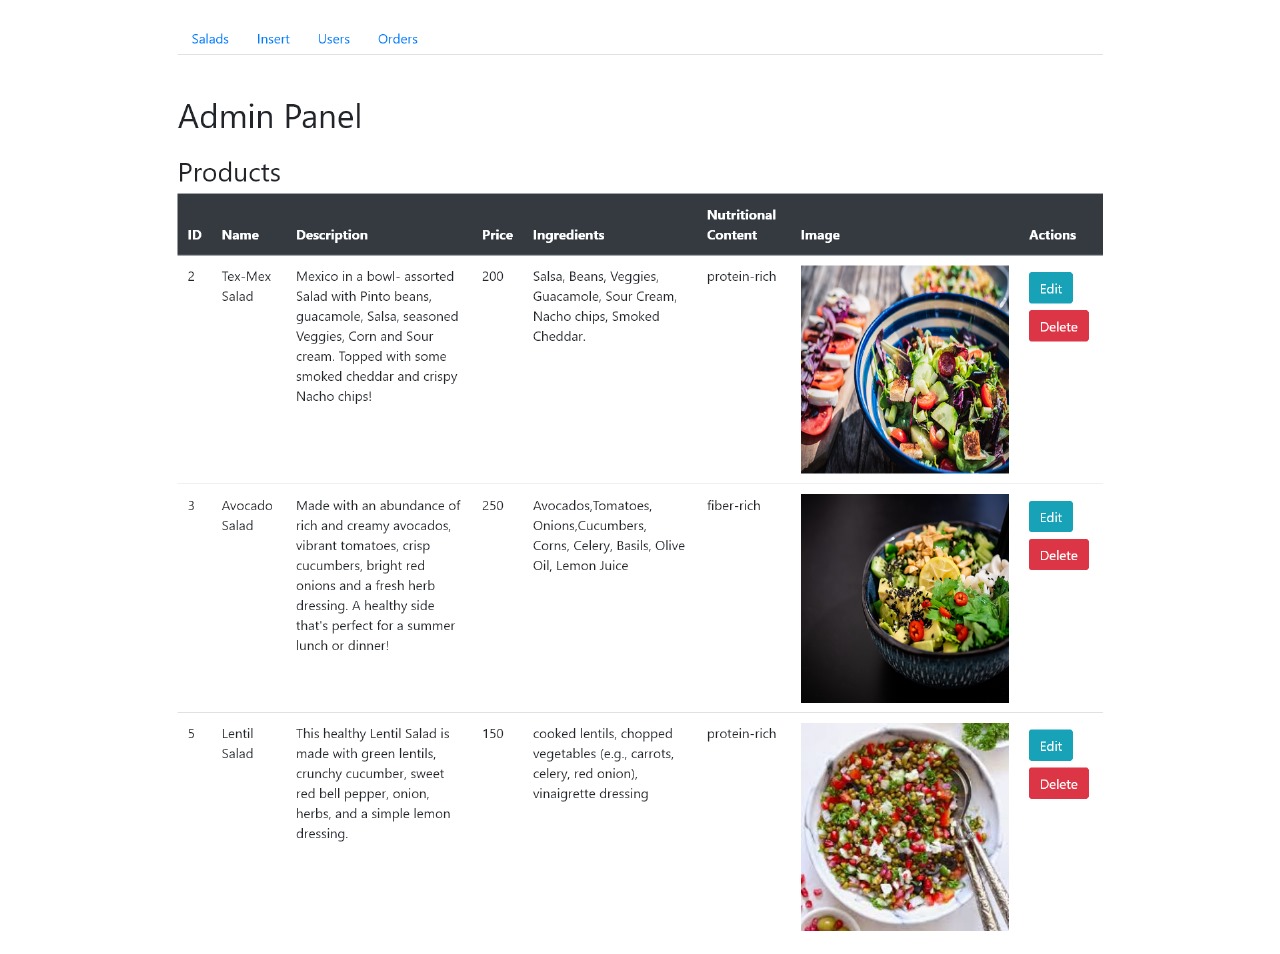 Salads Insert Users Orders
Admin Panel
Products
ID Name Description Price Ingredients Nutritional Content Image Actions
2 Tex-Mex Salad
Mexico in a bowl- assorted
Salad with Pinto beans,
guacamole, Salsa, seasoned
Veggies, Corn and Sour
cream. Topped with some
smoked cheddar and crispy
Nacho chips!
200
Salsa, Beans, Veggies,
Guacamole, Sour Cream,
Nacho chips, Smoked
Cheddar.
protein-rich
Edit
Delete
3 Avocado Salad
Made with an abundance of
rich and creamy avocados,
vibrant tomatoes, crisp
cucumbers, bright red
onions and a fresh herb
dressing. A healthy side
that's perfect for a summer
lunch or dinner!
250
Avocados,Tomatoes,
Onions,Cucumbers,
Corns, Celery, Basils, Olive
Oil, Lemon Juice
fiber-rich
Edit
Delete
5 Lentil Salad
This healthy Lentil Salad is
made with green lentils,
crunchy cucumber, sweet
red bell pepper, onion,
herbs, and a simple lemon
dressing.
150
cooked lentils, chopped
vegetables (e.g., carrots,
celery, red onion),
vinaigrette dressing
protein-rich
Edit
Delete